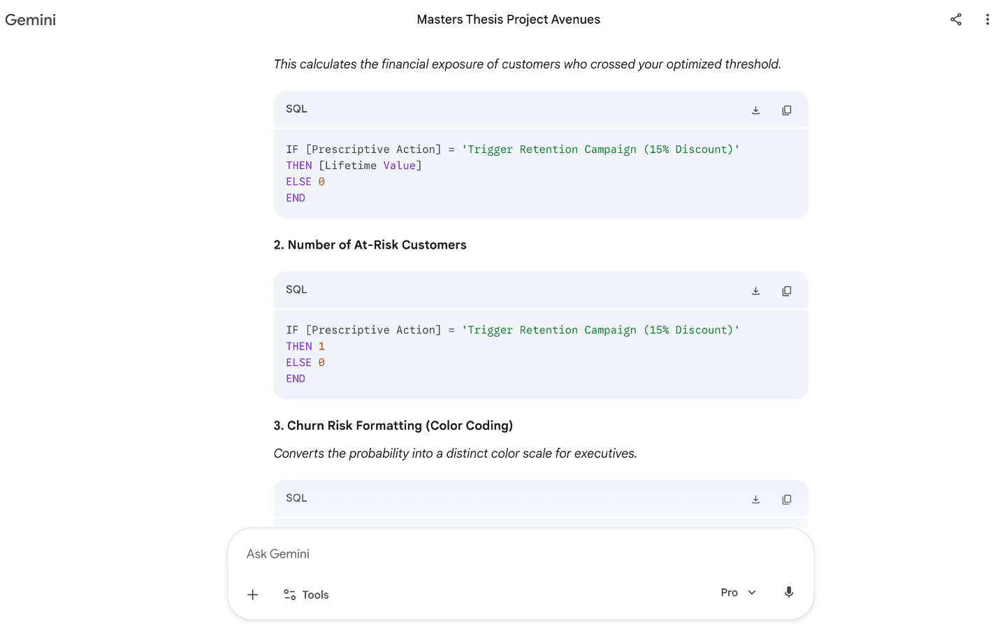 Gemini
Masters Thesis Project Avenues
This calculates the financial exposure of customers who crossed your optimized threshold.
SQL
IF [Prescriptive Action] = 'Trigger Retention Campaign (15% Discount)'
THEN [Lifetime Value]
ELSE 0
END
2. Number of At-Risk Customers
SQL
IF [Prescriptive Action] = 'Trigger Retention Campaign (15% Discount)'
THEN 1
ELSE 0
END
3. Churn Risk Formatting (Color Coding)
Converts the probability into a distinct color scale for executives.
SQL
Ask Gemini
Tools
Pro